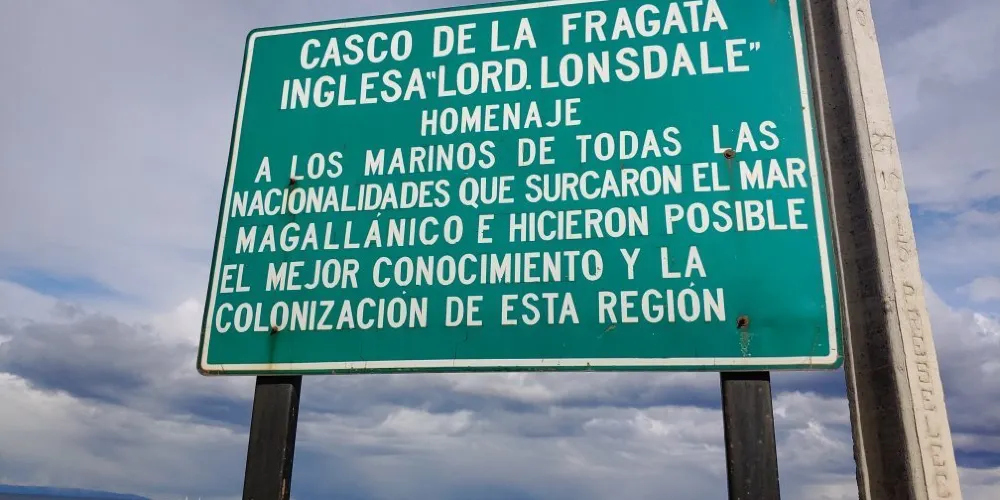 CASCO DE LA FRAGATA
INGLESA "LORD. LONSDALE"
HOMENAJE
A LOS MARINOS DE TODAS LAS
NACIONALIDADES QUE SURCARON EL MAR
MAGALLÁNICO E HICIERON POSIBLE
EL MEJOR CONOCIMIENTO Y LA
COLONIZACIÓN DE ESTA REGIÓN